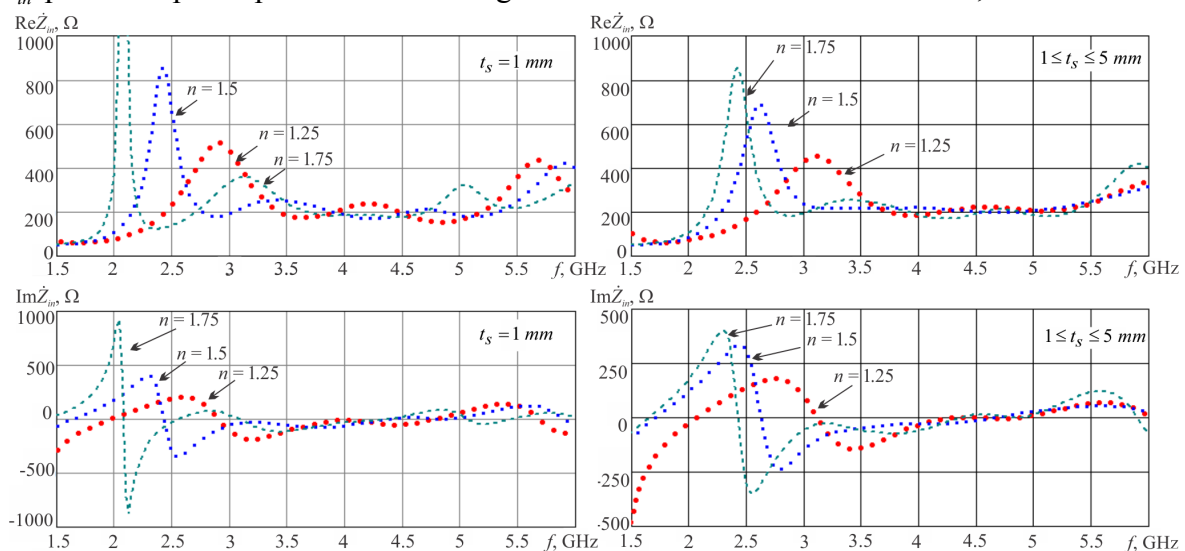 ReŻin, Ω
1000
800
600
400
200
0
1.5 2 2.5 3 3.5 4 4.5 5 5.5 f, GHz
ts = 1 mm
n = 1.5
n = 1.25
n = 1.75
ReŻin, Ω
1000
800
600
400
200
0
1.5 2 2.5 3 3.5 4 4.5 5 5.5 f, GHz
1 ≤ ts ≤ 5 mm
n = 1.75
n = 1.5
n = 1.25
ImŻin, Ω
1000
500
0
-500
-1000
1.5 2 2.5 3 3.5 4 4.5 5 5.5 f, GHz
n = 1.75
ts = 1 mm
n = 1.5
n = 1.25
ImŻin, Ω
500
250
0
-250
-500
1.5 2 2.5 3 3.5 4 4.5 5 5.5 f, GHz
n = 1.75
n = 1.5
1 ≤ ts ≤ 5 mm
n = 1.25